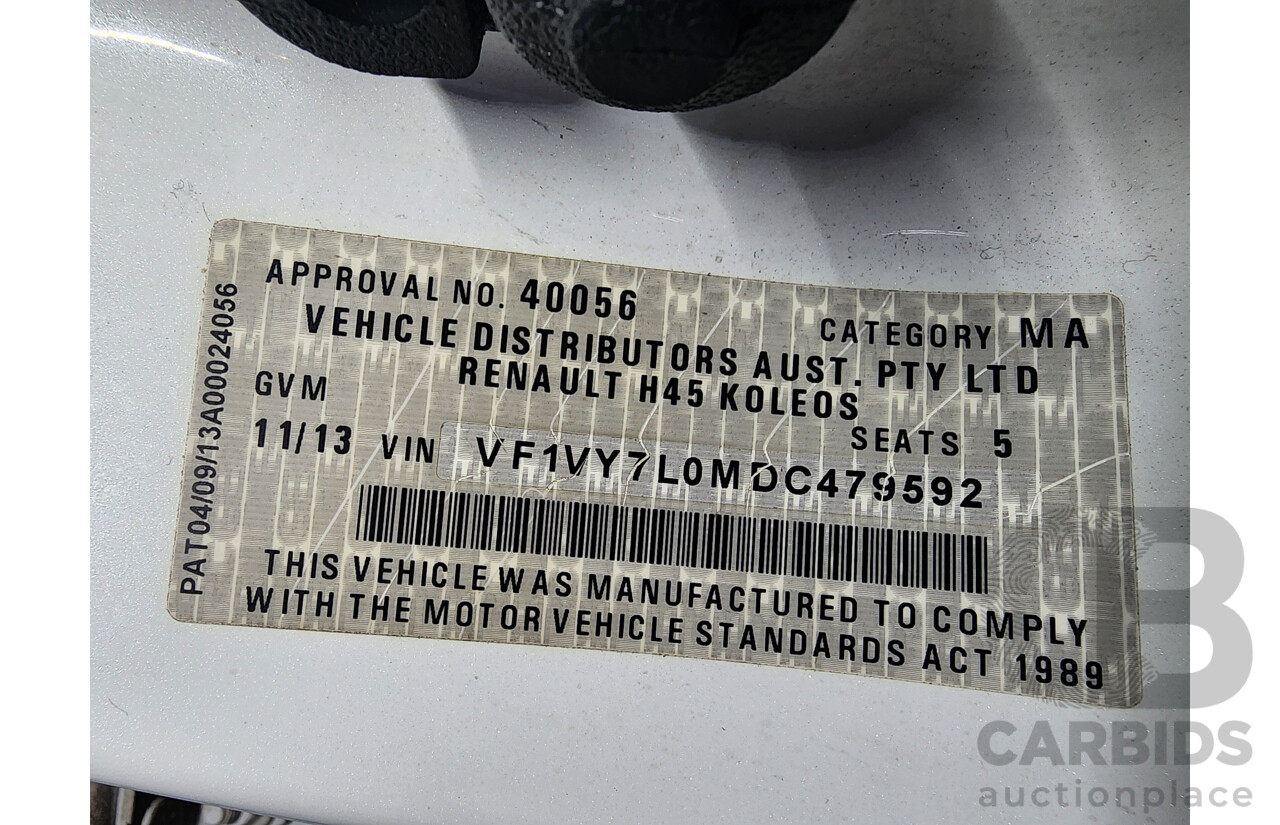 APPROVAL NO. 40056
CATEGORY MA
VEHICLE DISTRIBUTORS AUST. PTY LTD
RENAULT H45 KOLEOS
GVM
SEATS 5
11/13 VIN VF1VY7L0MDC479592
THIS VEHICLE WAS MANUFACTURED TO COMPLY
WITH THE MOTOR VEHICLE STANDARDS ACT 1989
PAT04/09/13A00024056
B
CARBIDS
auctionplace